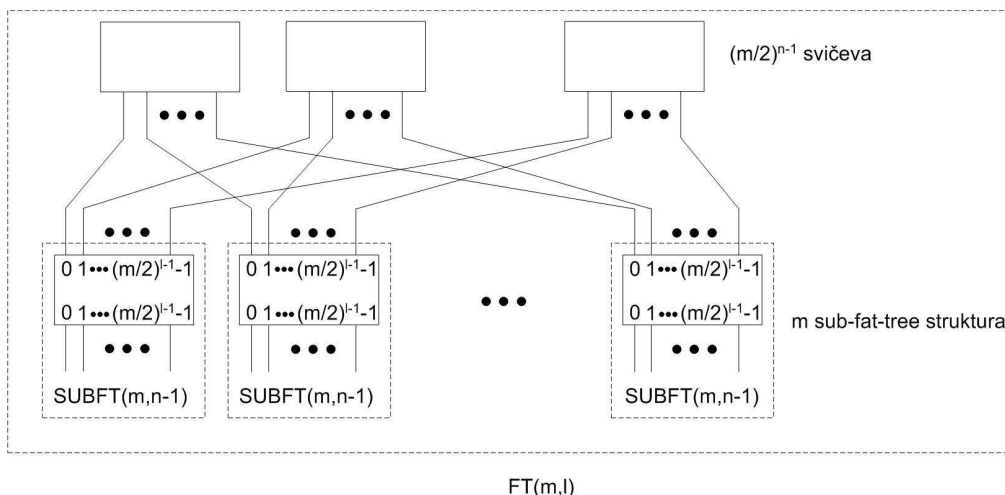 (m/2)ⁿ⁻¹ svičeva
0 1•••(m/2)ˡ⁻¹-1 0 1•••(m/2)ˡ⁻¹-1 0 1•••(m/2)ˡ⁻¹-1
0 1•••(m/2)ˡ⁻¹-1 0 1•••(m/2)ˡ⁻¹-1 0 1•••(m/2)ˡ⁻¹-1
m sub-fat-tree struktura
SUBFT(m,n-1) SUBFT(m,n-1) SUBFT(m,n-1)
FT(m,l)